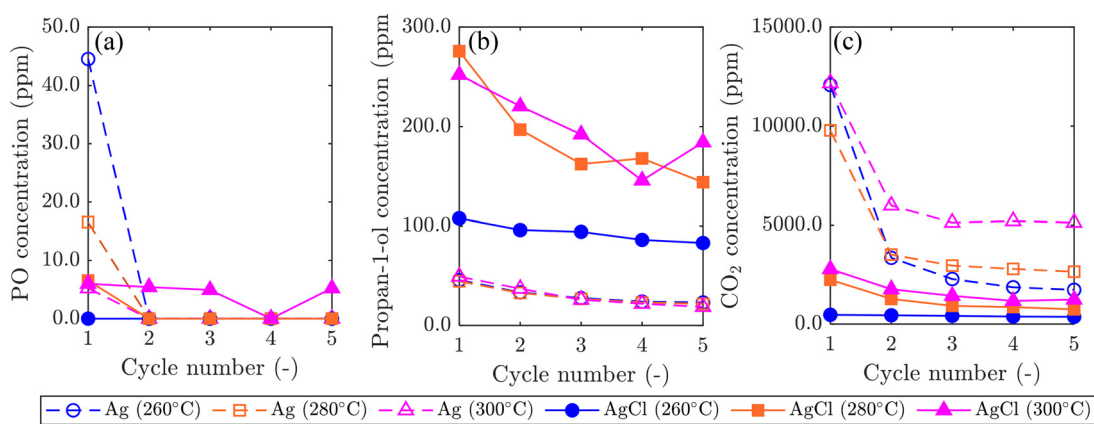 (a)
PO concentration (ppm)
50.0
40.0
30.0
20.0
10.0
0.0
1 2 3 4 5
Cycle number (-)
(b)
Propan-1-ol concentration (ppm
300.0
200.0
100.0
0.0
1 2 3 4 5
Cycle number (-)
(c)
CO₂ concentration (ppm)
15000.0
10000.0
5000.0
0.0
1 2 3 4 5
Cycle number (-)
Ag (260°C) Ag (280°C) Ag (300°C) AgCl (260°C) AgCl (280°C) AgCl (300°C)